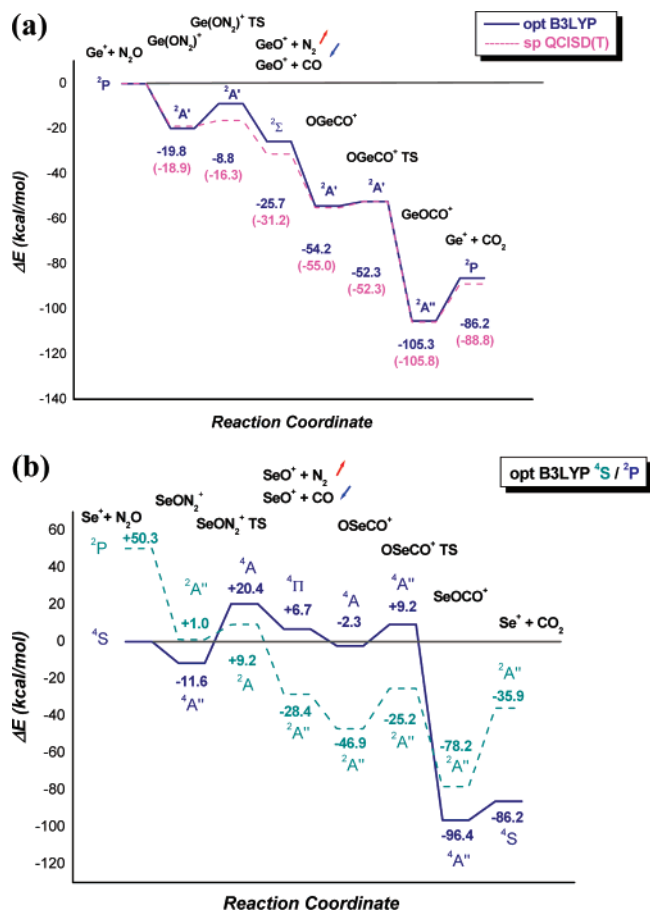 (a)
opt B3LYP
sp QCISD(T)
Ge(ON₂)⁺ TS
Ge(ON₂)⁺
Ge⁺ + N₂O
GeO⁺ + N₂
GeO⁺ + CO
OGeCO⁺
OGeCO⁺ TS
GeOCO⁺
Ge⁺ + CO₂
²P
²A'
²A'
²Σ
²A'
²A'
²A"
²P
-19.8
(-18.9)
-8.8
(-16.3)
-25.7
(-31.2)
-54.2
(-55.0)
-52.3
(-52.3)
-105.3
(-105.8)
-86.2
(-88.8)
0
-20
-40
-60
-80
-100
-120
-140
ΔE (kcal/mol)
Reaction Coordinate
(b)
opt B3LYP ⁴S / ²P
SeO⁺ + N₂
SeO⁺ + CO
SeON₂⁺
Se⁺ + N₂O
SeON₂⁺ TS
OSeCO⁺
OSeCO⁺ TS
SeOCO⁺
Se⁺ + CO₂
²P
+50.3
²A"
+1.0
⁴A
+20.4
⁴Π
+6.7
⁴A
-2.3
⁴A"
+9.2
⁴S
-11.6
⁴A"
+9.2
²A
-28.4
²A"
-46.9
²A"
-25.2
²A"
-78.2
²A"
²A"
-35.9
-96.4
⁴A"
-86.2
⁴S
60
40
20
0
-20
-40
-60
-80
-100
-120
ΔE (kcal/mol)
Reaction Coordinate